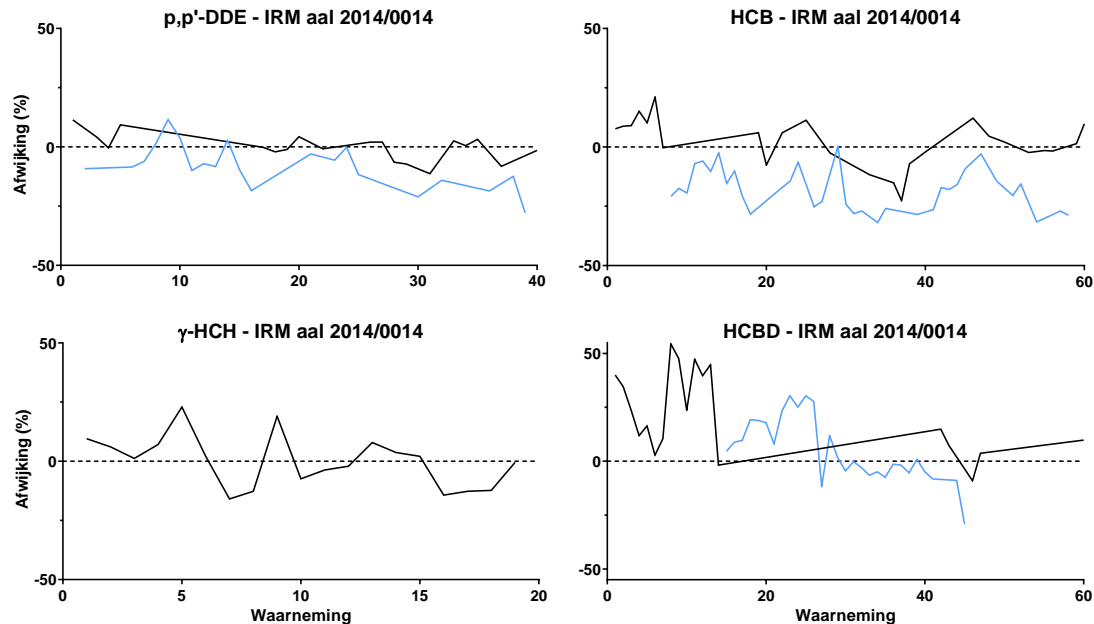 p,p'-DDE - IRM aal 2014/0014
50
0
-50
Afwijking (%)
0 10 20 30 40
HCB - IRM aal 2014/0014
50
0
-50
0 20 40 60
γ-HCH - IRM aal 2014/0014
50
0
-50
Afwijking (%)
0 5 10 15 20
Waarneming
HCBD - IRM aal 2014/0014
50
0
-50
0 20 40 60
Waarneming